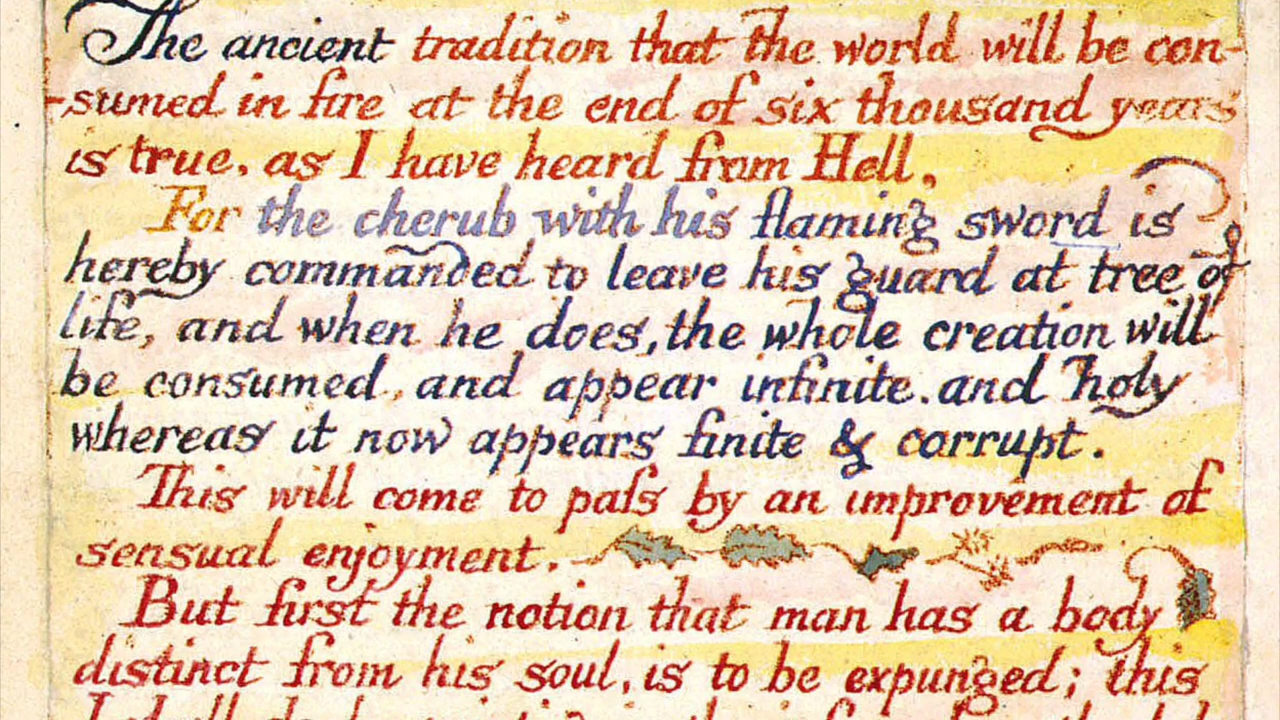 The ancient tradition that the world will be con-
-sumed in fire at the end of six thousand years
is true. as I have heard from Hell.
For the cherub with his flaming sword is
hereby commanded to leave his guard at tree of
life, and when he does, the whole creation will
be consumed, and appear infinite. and holy
whereas it now appears finite & corrupt.
This will come to paſs by an improvement of
sensual enjoyment.
But first the notion that man has a body
distinct from his soul, is to be expunged; this